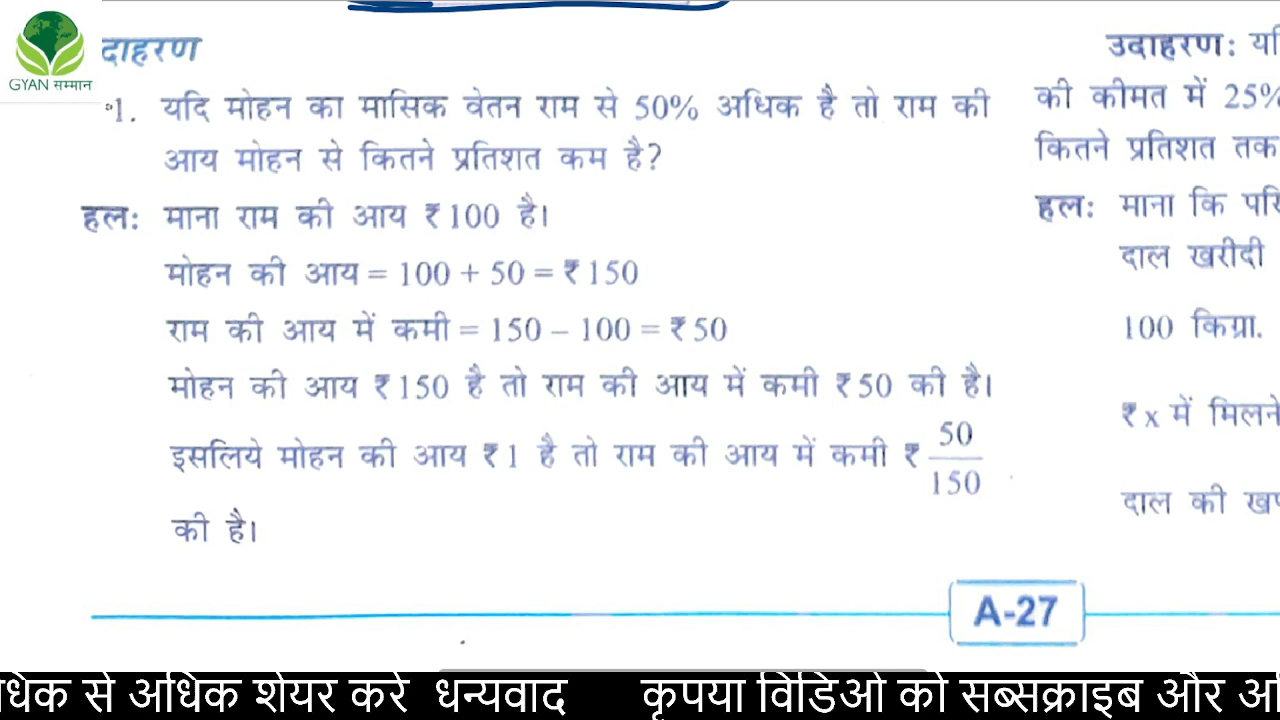 GYAN सम्मान
दाहरण
1. यदि मोहन का मासिक वेतन राम से 50% अधिक है तो राम की
आय मोहन से कितने प्रतिशत कम है?
हल: माना राम की आय ₹100 है।
मोहन की आय = 100 + 50 = ₹150
राम की आय में कमी = 150 – 100 = ₹50
मोहन की आय ₹150 है तो राम की आय में कमी ₹50 की है।
इसलिये मोहन की आय ₹1 है तो राम की आय में कमी ₹ 50/150
की है।
उदाहरण: यदि
की कीमत में 25%
कितने प्रतिशत तक
हल: माना कि परि
दाल खरीदी
100 किग्रा.
₹x में मिलने
दाल की
A-27
धिक से अधिक शेयर करे धन्यवाद कृपया विडिओ को सब्सक्राइब और